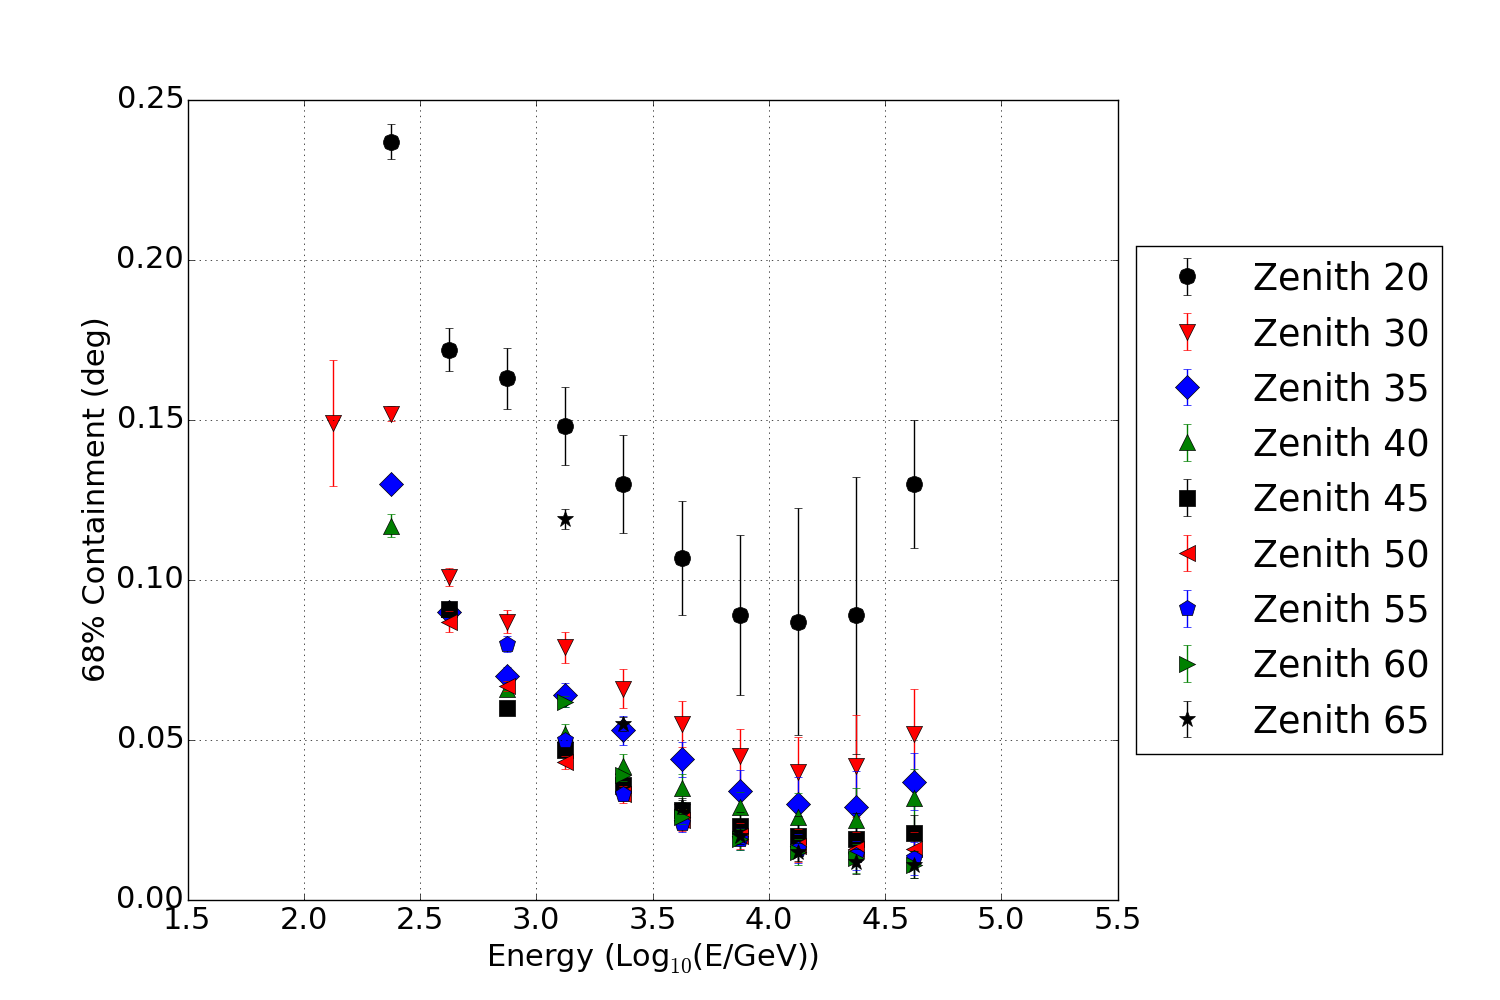 0.25
0.20
0.15
0.10
0.05
0.00
68% Containment (deg)
1.5 2.0 2.5 3.0 3.5 4.0 4.5 5.0 5.5
Energy (Log₁₀(E/GeV))
Zenith 20
Zenith 30
Zenith 35
Zenith 40
Zenith 45
Zenith 50
Zenith 55
Zenith 60
Zenith 65